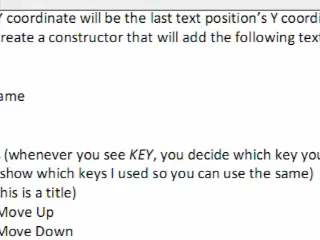 Y coordinate will be the last text position's Y coordi
reate a constructor that will add the following tex
ame
(whenever you see KEY, you decide which key you
show which keys I used so you can use the same)
his is a title)
Move Up
Move Down